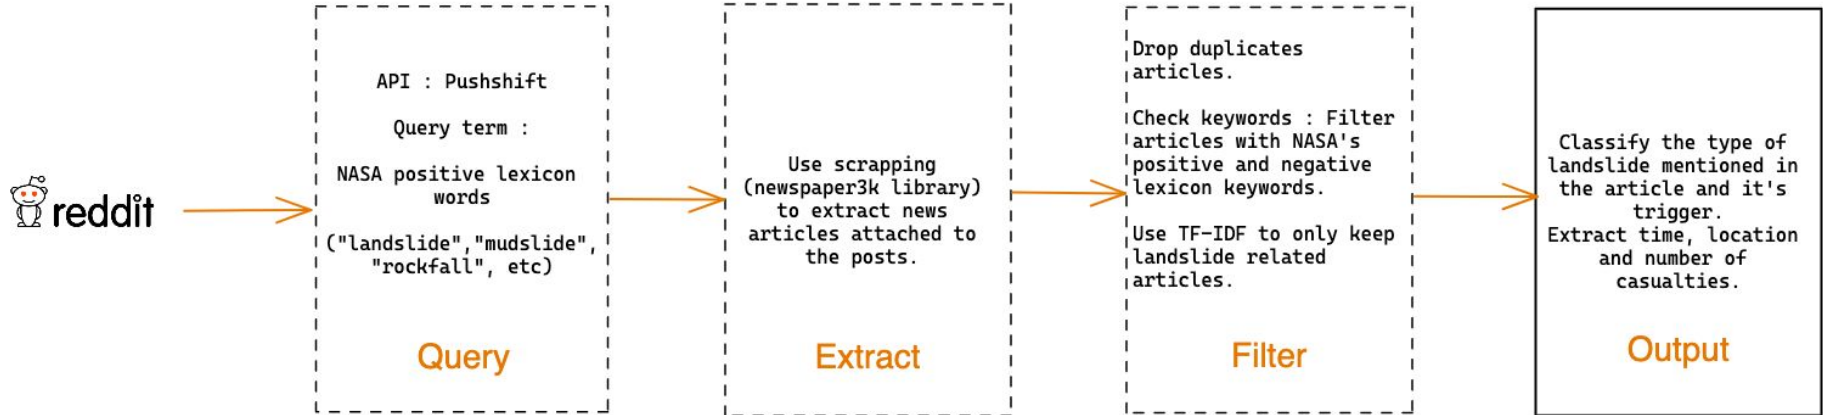 reddit
API : Pushshift
Query term :
NASA positive lexicon
words
("landslide","mudslide",
"rockfall", etc)
Query
Use scrapping
(newspaper3k library)
to extract news
articles attached to
the posts.
Extract
Drop duplicates
articles.
Check keywords : Filter
articles with NASA's
positive and negative
lexicon keywords.
Use TF-IDF to only keep
landslide related
articles.
Filter
Classify the type of
landslide mentioned in
the article and it's
trigger.
Extract time, location
and number of
casualties.
Output